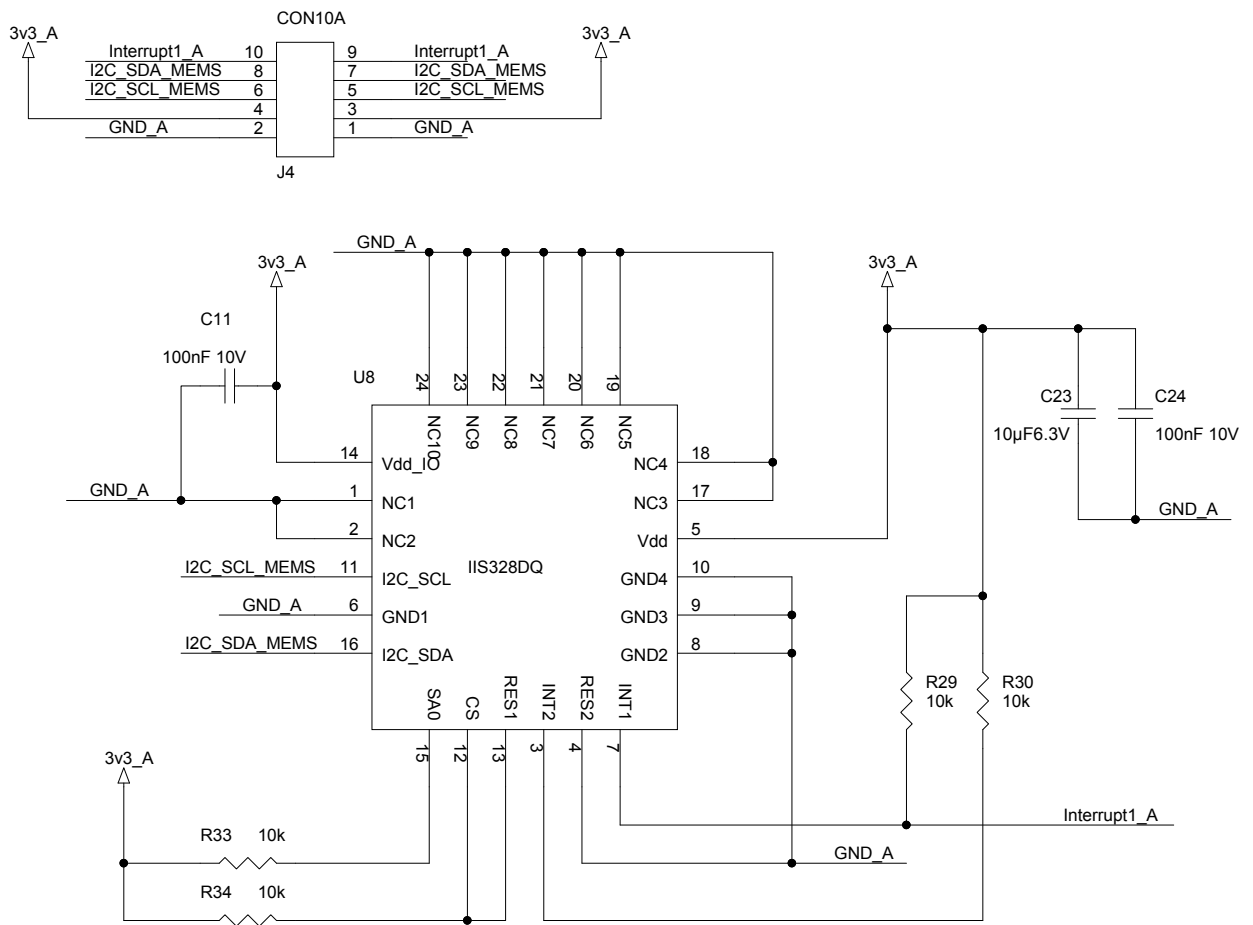 CON10A
3v3_A 3v3_A
Interrupt1_A 10 9 Interrupt1_A
I2C_SDA_MEMS 8 7 I2C_SDA_MEMS
I2C_SCL_MEMS 6 5 I2C_SCL_MEMS
4 3
GND_A 2 1 GND_A
J4
GND_A
3v3_A 3v3_A
C11
100nF 10V
U8
24 23 22 21 20 19
NC10 NC9 NC8 NC7 NC6 NC5
C23 C24
10µF6.3V 100nF 10V
14 Vdd_IO NC4 18
GND_A 1 NC1 NC3 17
GND_A
2 NC2 Vdd 5
I2C_SCL_MEMS 11 I2C_SCL IIS328DQ GND4 10
GND_A 6 GND1 GND3 9
I2C_SDA_MEMS 16 I2C_SDA GND2 8
SA0 CS RES1 INT2 RES2 INT1
R29 R30
10k 10k
15 12 13 3 4 7
3v3_A
Interrupt1_A
R33 10k
GND_A
R34 10k